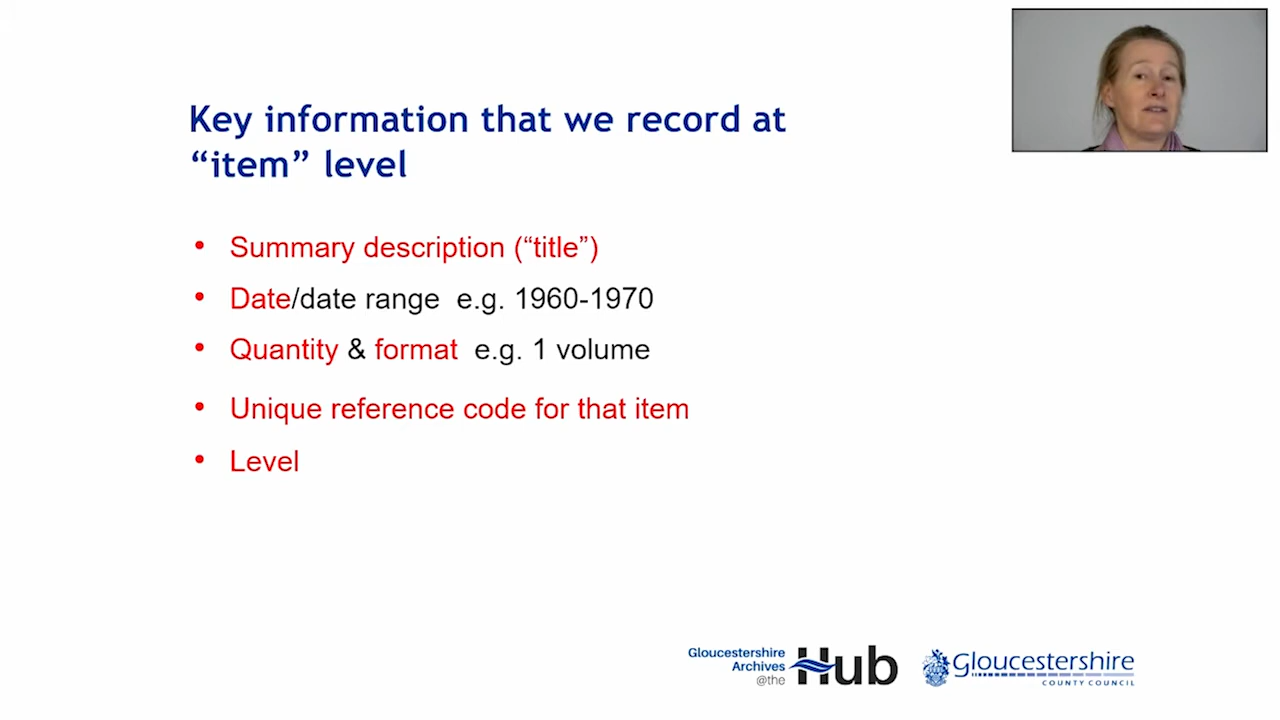 Key information that we record at
“item” level
• Summary description (“title”)
• Date/date range e.g. 1960-1970
• Quantity & format e.g. 1 volume
• Unique reference code for that item
• Level
Gloucestershire
Archives
@the
Hub
Gloucestershire
COUNTY COUNCIL